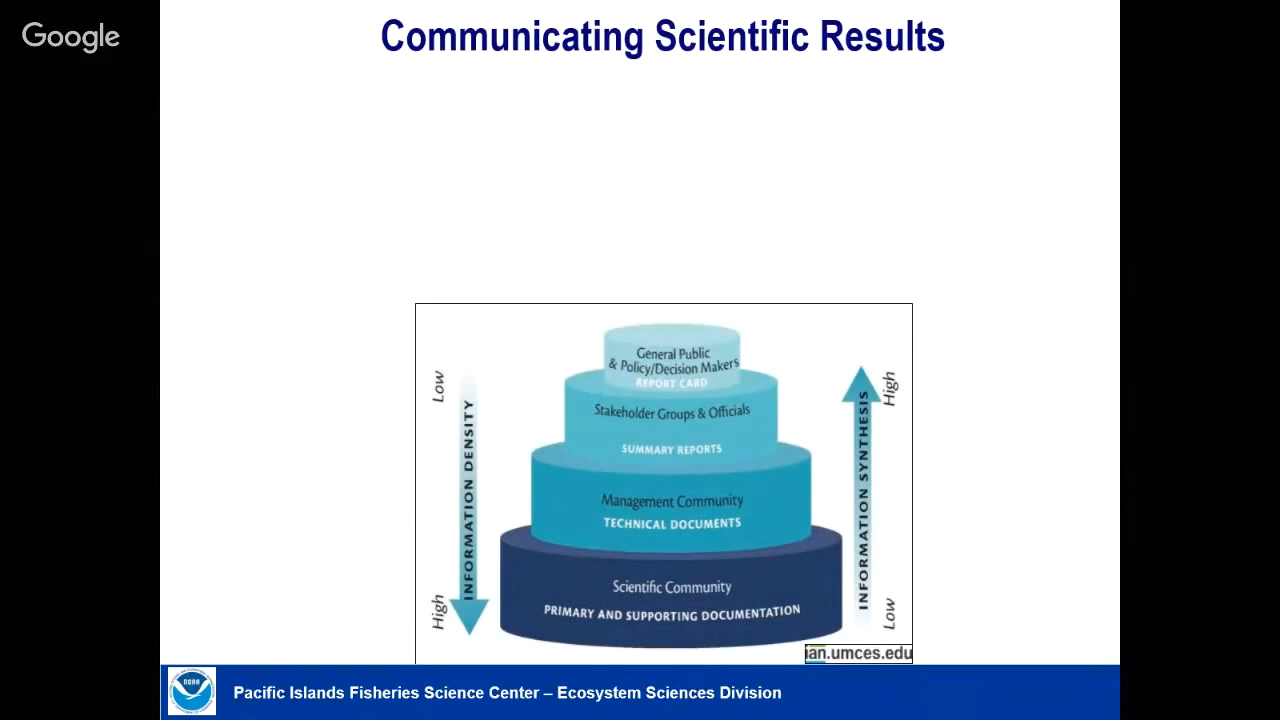 Google
Communicating Scientific Results
General Public
& Policy/Decision Makers
REPORT CARD
Stakeholder Groups & Officials
SUMMARY REPORTS
Management Community
TECHNICAL DOCUMENTS
Scientific Community
PRIMARY AND SUPPORTING DOCUMENTATION
Low
INFORMATION DENSITY
High
High
INFORMATION SYNTHESIS
Low
ian.umces.edu
NOAA
Pacific Islands Fisheries Science Center – Ecosystem Sciences Division